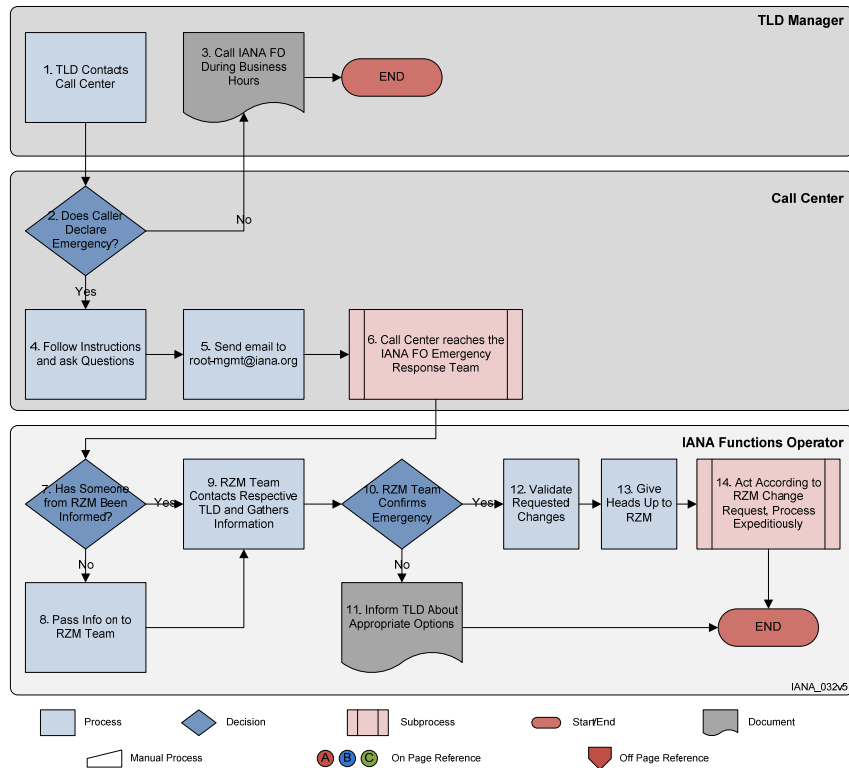 TLD Manager
1. TLD Contacts
Call Center
3. Call IANA FO
During Business
Hours
END
Call Center
2. Does Caller
Declare
Emergency?
No
Yes
4. Follow Instructions
and ask Questions
5. Send email to
root-mgmt@iana.org
6. Call Center reaches the
IANA FO Emergency
Response Team
IANA Functions Operator
7. Has Someone
from RZM Been
Informed?
Yes
No
8. Pass Info on to
RZM Team
9. RZM Team
Contacts Respective
TLD and Gathers
Information
10. RZM Team
Confirms
Emergency
Yes
No
11. Inform TLD About
Appropriate Options
12. Validate
Requested
Changes
13. Give
Heads Up to
RZM
14. Act According to
RZM Change
Request, Process
Expeditiously
END
IANA_032v5
Process
Decision
Subprocess
Start/End
Document
Manual Process
A B C On Page Reference
Off Page Reference